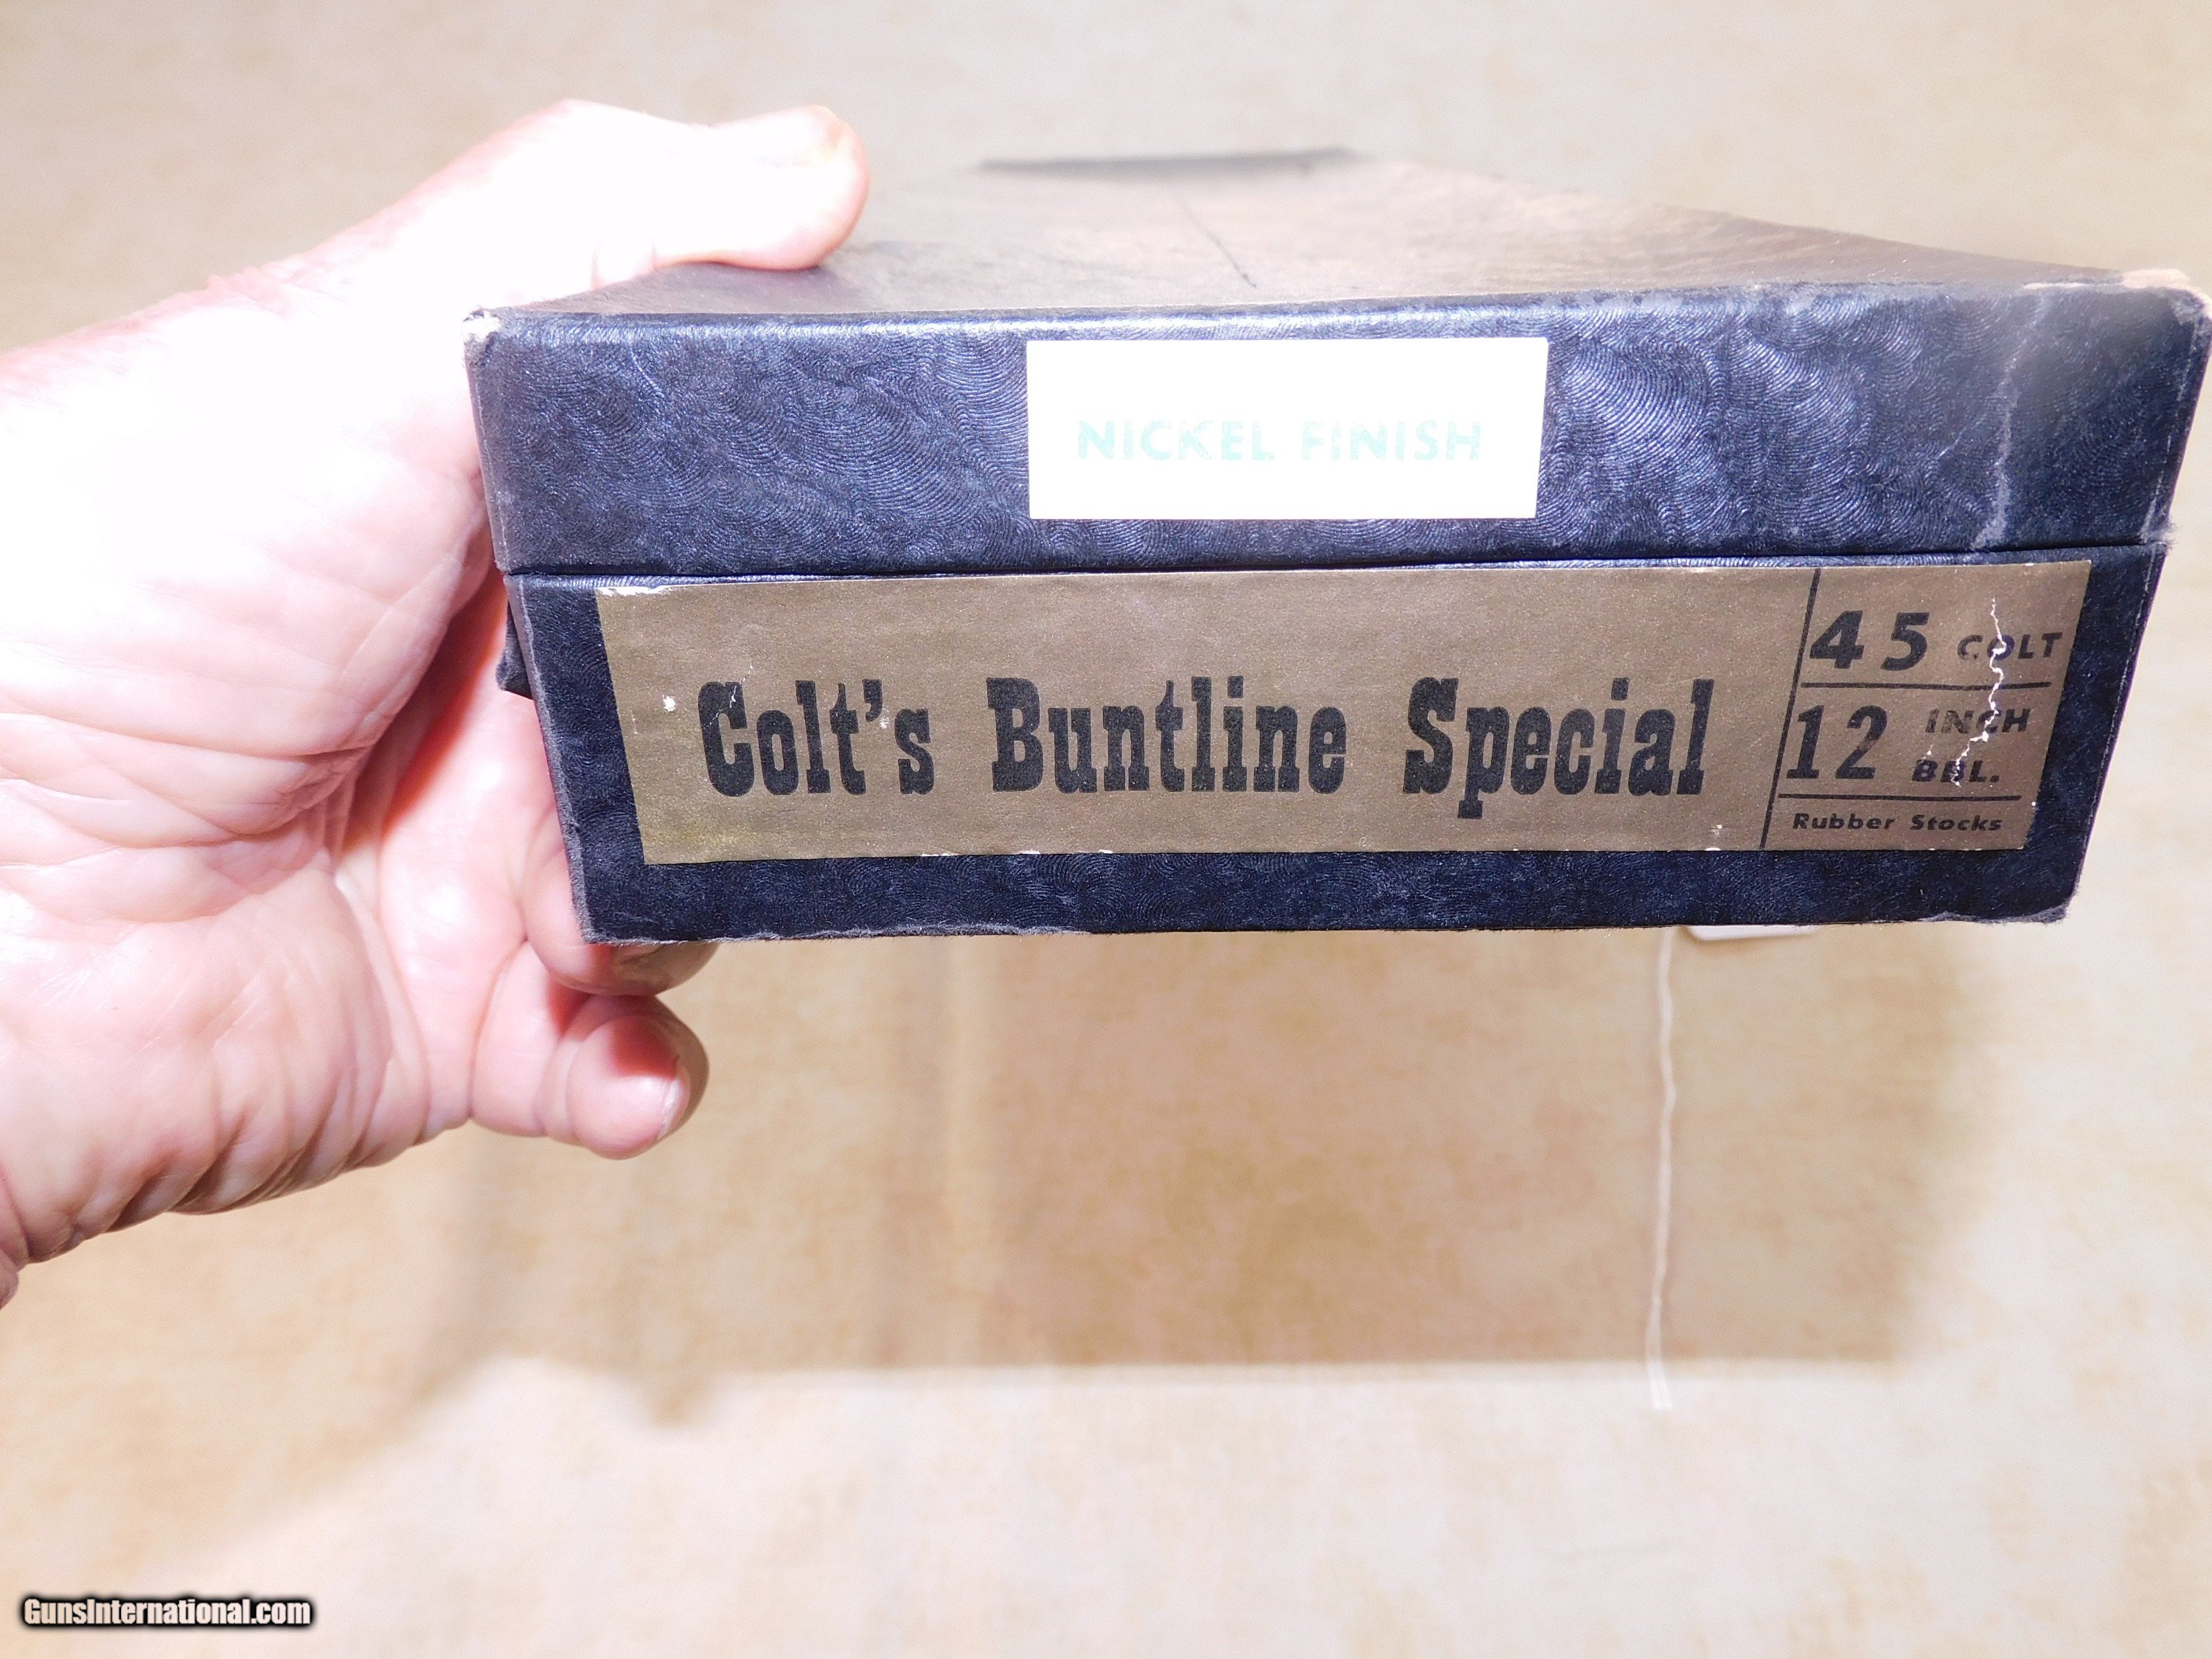 NICKEL FINISH
Colt's Buntline Special
45 COLT
12 INCH BBL.
Rubber Stocks
GunsInternational.com